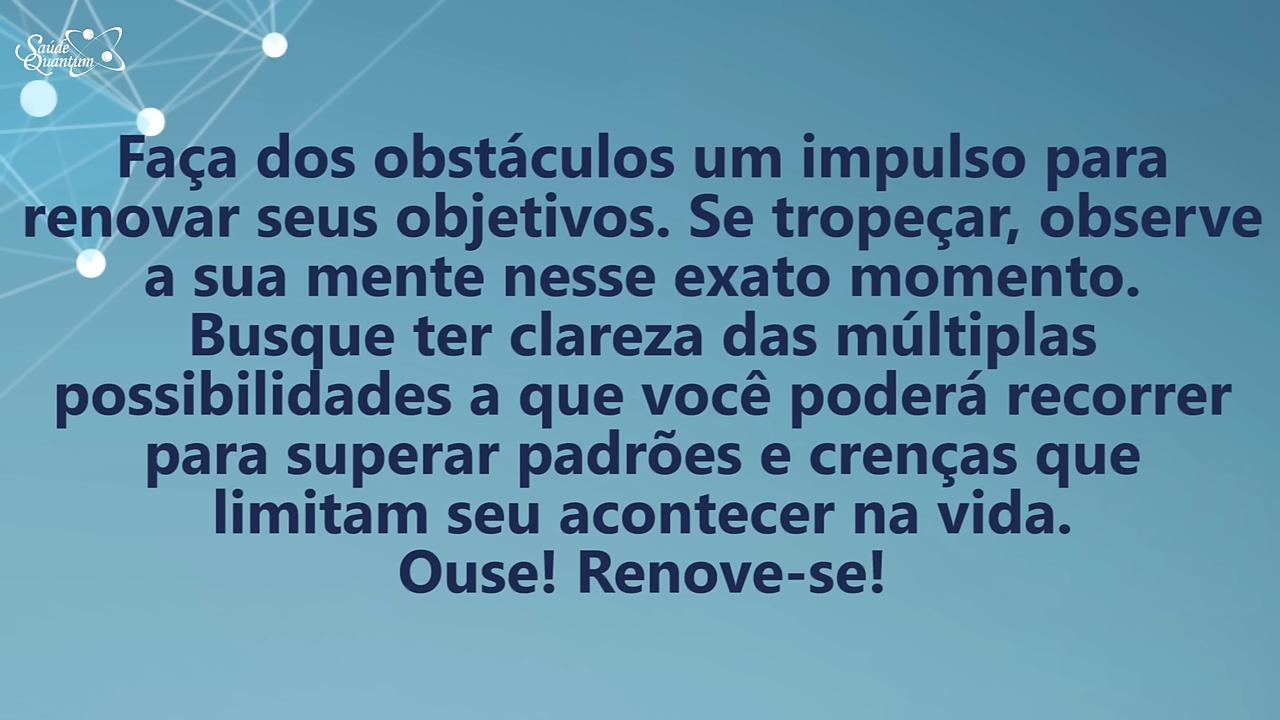 Saúde
Quantum
Faça dos obstáculos um impulso para
renovar seus objetivos. Se tropeçar, observe
a sua mente nesse exato momento.
Busque ter clareza das múltiplas
possibilidades a que você poderá recorrer
para superar padrões e crenças que
limitam seu acontecer na vida.
Ouse! Renove-se!